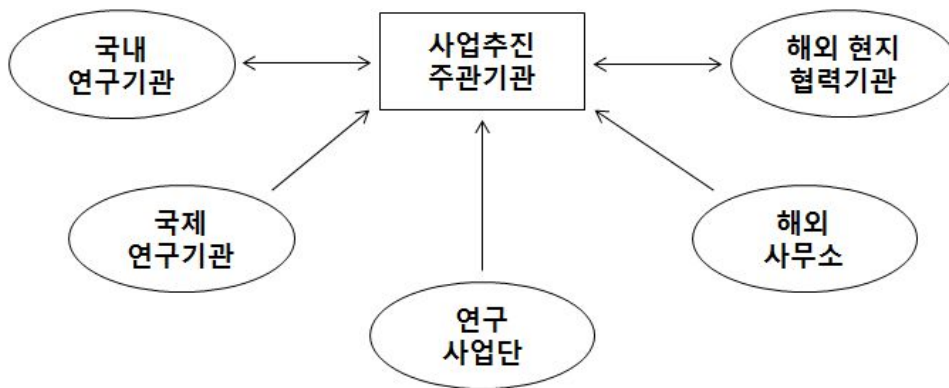 국내
연구기관
사업추진
주관기관
해외 현지
협력기관
국제
연구기관
해외
사무소
연구
사업단